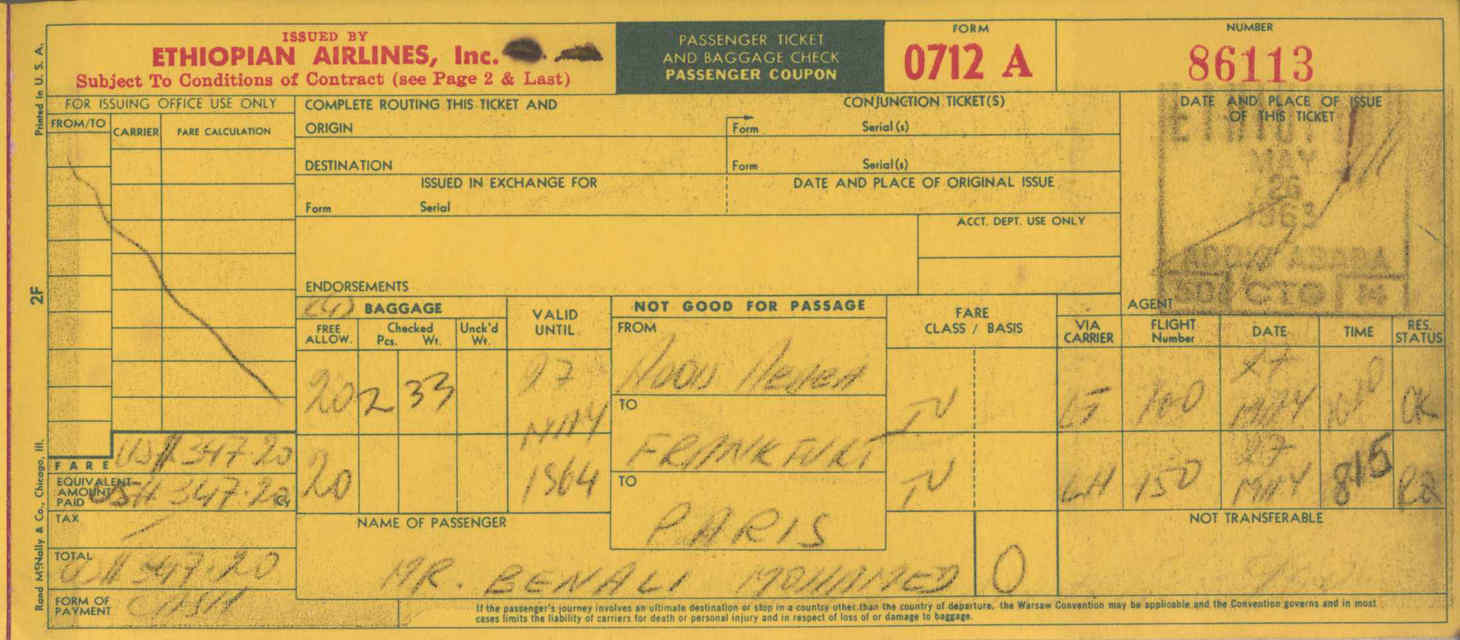 ISSUED BY
ETHIOPIAN AIRLINES, Inc.
Subject To Conditions of Contract (see Page 2 & Last)
PASSENGER TICKET
AND BAGGAGE CHECK
PASSENGER COUPON
FORM
0712 A
NUMBER
86113
Printed in U. S. A.
FOR ISSUING OFFICE USE ONLY
FROM/TO CARRIER FARE CALCULATION
COMPLETE ROUTING THIS TICKET AND
CONJUNCTION TICKET(S)
ORIGIN
Form Serial(s)
DESTINATION
Form Serial(s)
ISSUED IN EXCHANGE FOR
DATE AND PLACE OF ORIGINAL ISSUE
Form Serial
ACCT. DEPT. USE ONLY
ENDORSEMENTS
DATE AND PLACE OF ISSUE
OF THIS TICKET
MAY
26
1963
ADDIS ABABA
CTO 14
AGENT
2F
BAGGAGE
FREE ALLOW.
Checked
Pcs. Wt.
Unck'd Wt.
VALID UNTIL
NOT GOOD FOR PASSAGE
FARE
CLASS / BASIS
VIA CARRIER
FLIGHT Number
DATE
TIME
RES. STATUS
FROM
ADDIS ABEBA
20 2 33
27
MAY
1964
ET 27 MAY OK
TO
FRANKFURT
20
LH 150 27 MAY 815
TO
PARIS
FARE US$ 347.20
EQUIVALENT AMOUNT PAID US$ 347.20
TAX
TOTAL US$ 347.20
FORM OF PAYMENT CASH
NAME OF PASSENGER
MR. BENALI MOHAMED
0
NOT TRANSFERABLE
If the passenger's journey involves an ultimate destination or stop in a country other than the country of departure, the Warsaw Convention may be applicable and the Convention governs and in most
cases limits the liability of carriers for death or personal injury and in respect of loss of or damage to baggage.
Rand McNally & Co., Chicago, Ill.